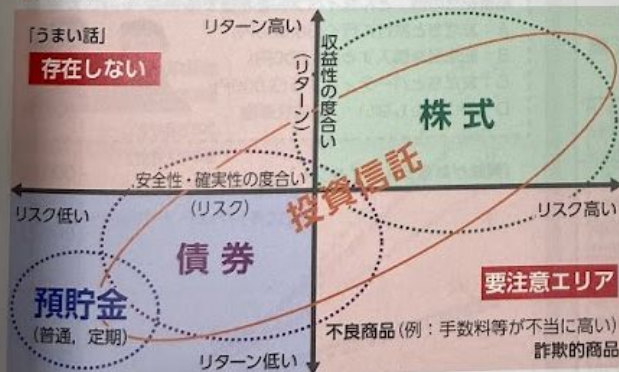 リターン高い
「うまい話」
存在しない
収益性の度合い
(リターン)
株式
安全性・確実性の度合い
(リスク)
投資信託
リスク低い
リスク高い
債券
預貯金
(普通,定期)
要注意エリア
不良商品(例:手数料等が不当に高い)
詐欺的商品
リターン低い